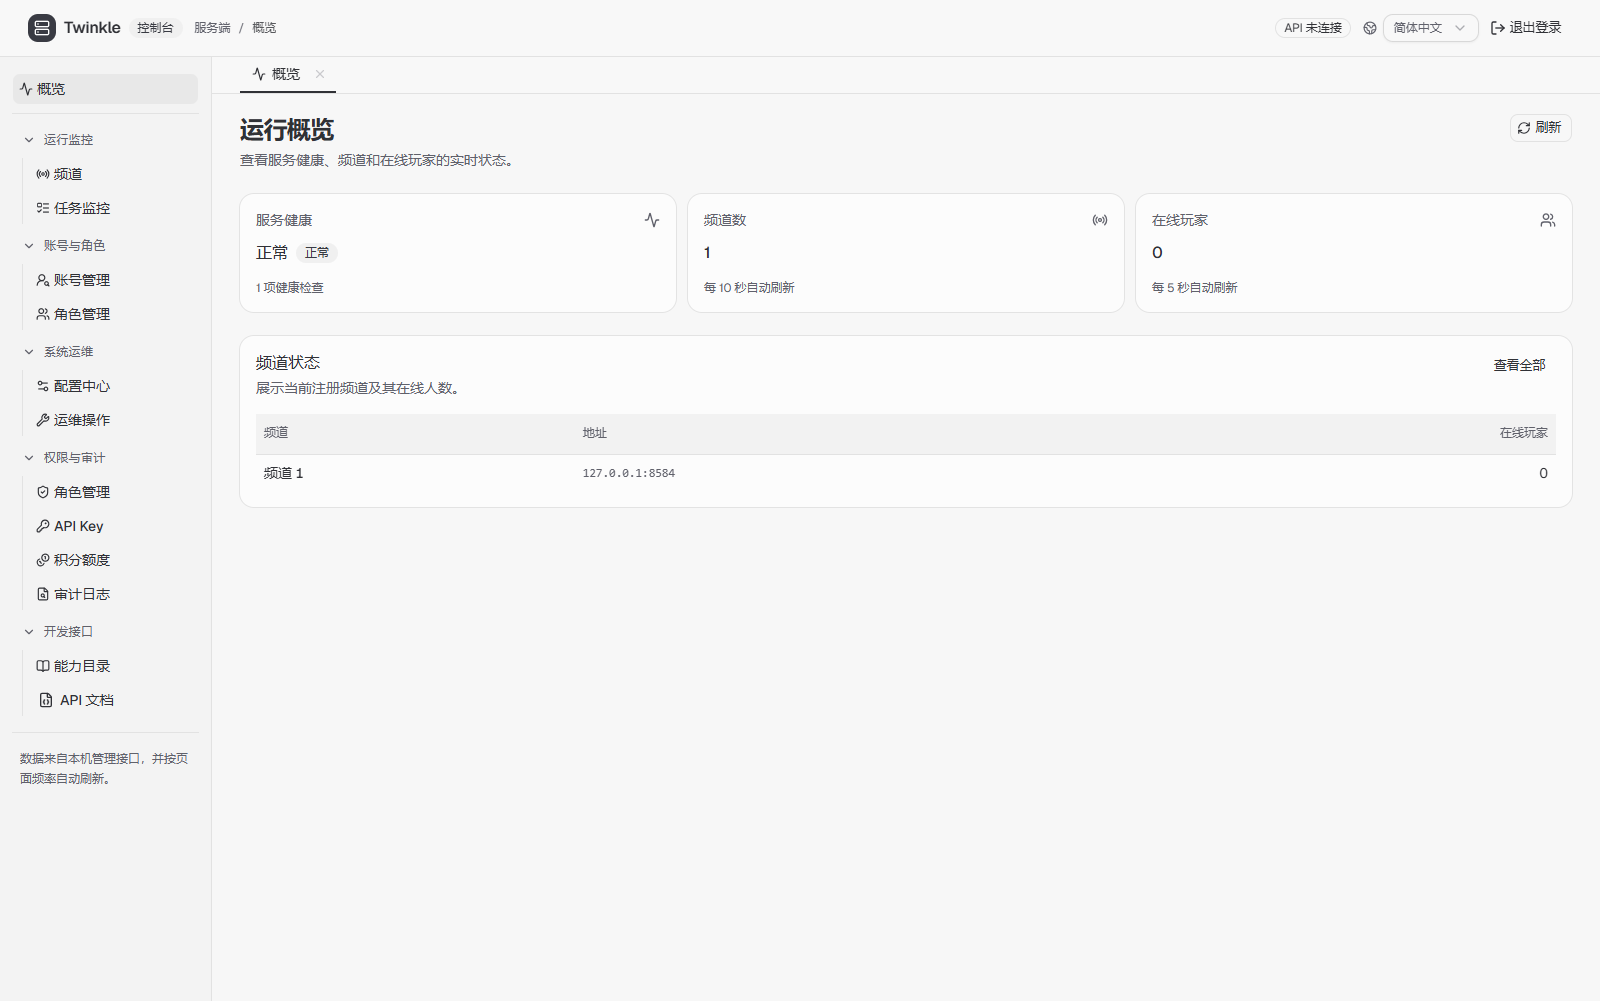 Twinkle 控制台 服务端 / 概览 API 未连接 简体中文 退出登录
概览
运行监控
频道
任务监控
账号与角色
账号管理
角色管理
系统运维
配置中心
运维操作
权限与审计
角色管理
API Key
积分额度
审计日志
开发接口
能力目录
API 文档
数据来自本机管理接口，并按页
面频率自动刷新。
概览
运行概览
刷新
查看服务健康、频道和在线玩家的实时状态。
服务健康
正常 正常
1 项健康检查
频道数
1
每 10 秒自动刷新
在线玩家
0
每 5 秒自动刷新
频道状态
查看全部
展示当前注册频道及其在线人数。
频道 地址 在线玩家
频道 1 127.0.0.1:8584 0